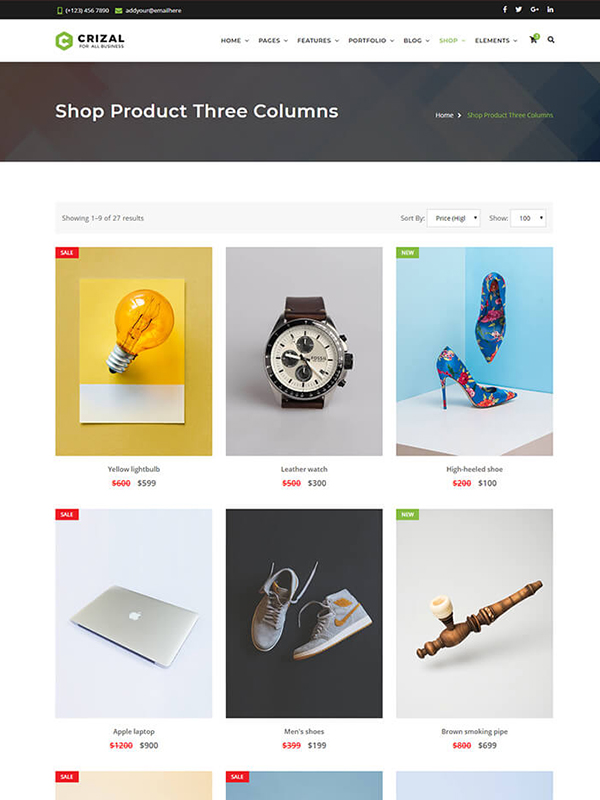 (+123) 456 7890 addyour@emailhere
CRIZAL
FOR ALL BUSINESS
HOME PAGES FEATURES PORTFOLIO BLOG SHOP ELEMENTS
Shop Product Three Columns
Home Shop Product Three Columns
Showing 1–9 of 27 results
Sort By: Price (Higl Show: 100
SALE
NEW
FOSSIL
Yellow lightbulb
$600 $599
Leather watch
$500 $300
High-heeled shoe
$200 $100
SALE
NEW
Apple laptop
$1200 $900
Men's shoes
$399 $199
Brown smoking pipe
$800 $699
SALE
SALE